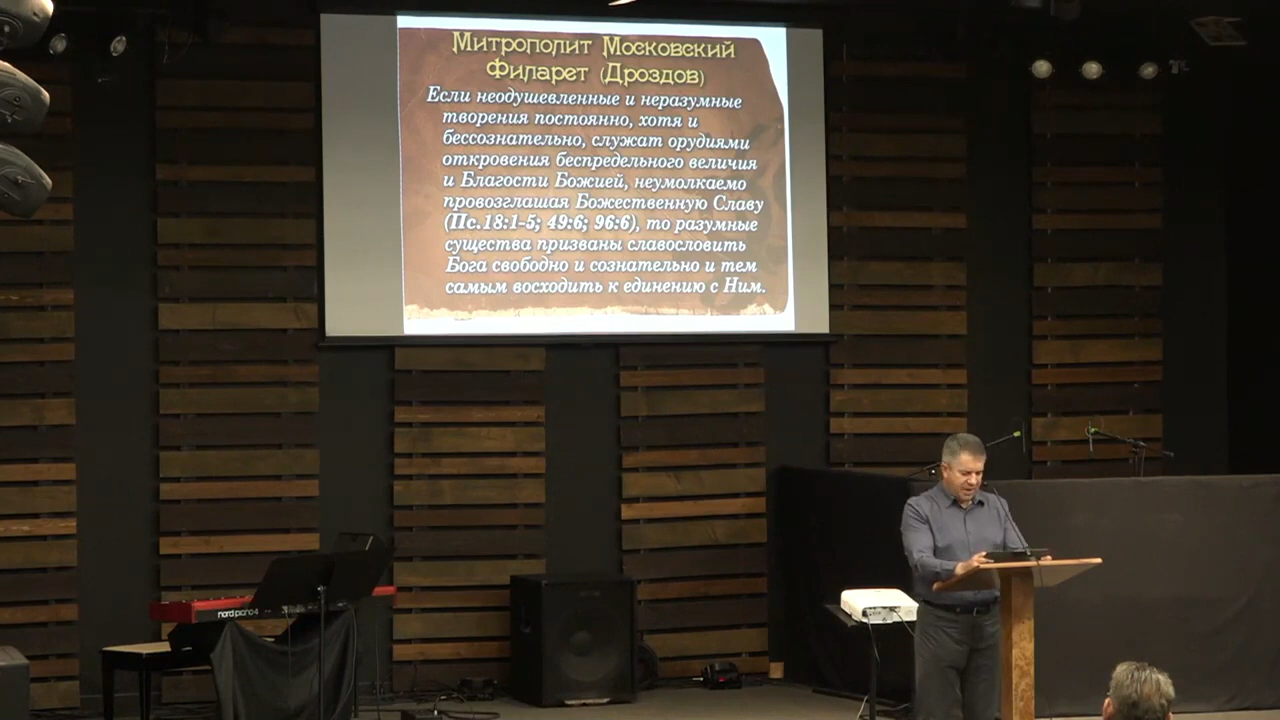 Митрополит Московский
Филарет (Дроздов)
Если неодушевленные и неразумные
творения постоянно, хотя и
бессознательно, служат орудиями
откровения беспредельного величия
и Благости Божией, неумолкаемо
провозглашая Божественную Славу
(Пс.18:1-5; 49:6; 96:6), то разумные
существа призваны славословить
Бога свободно и сознательно и тем
самым восходить к единению с Ним.
nord piano 4